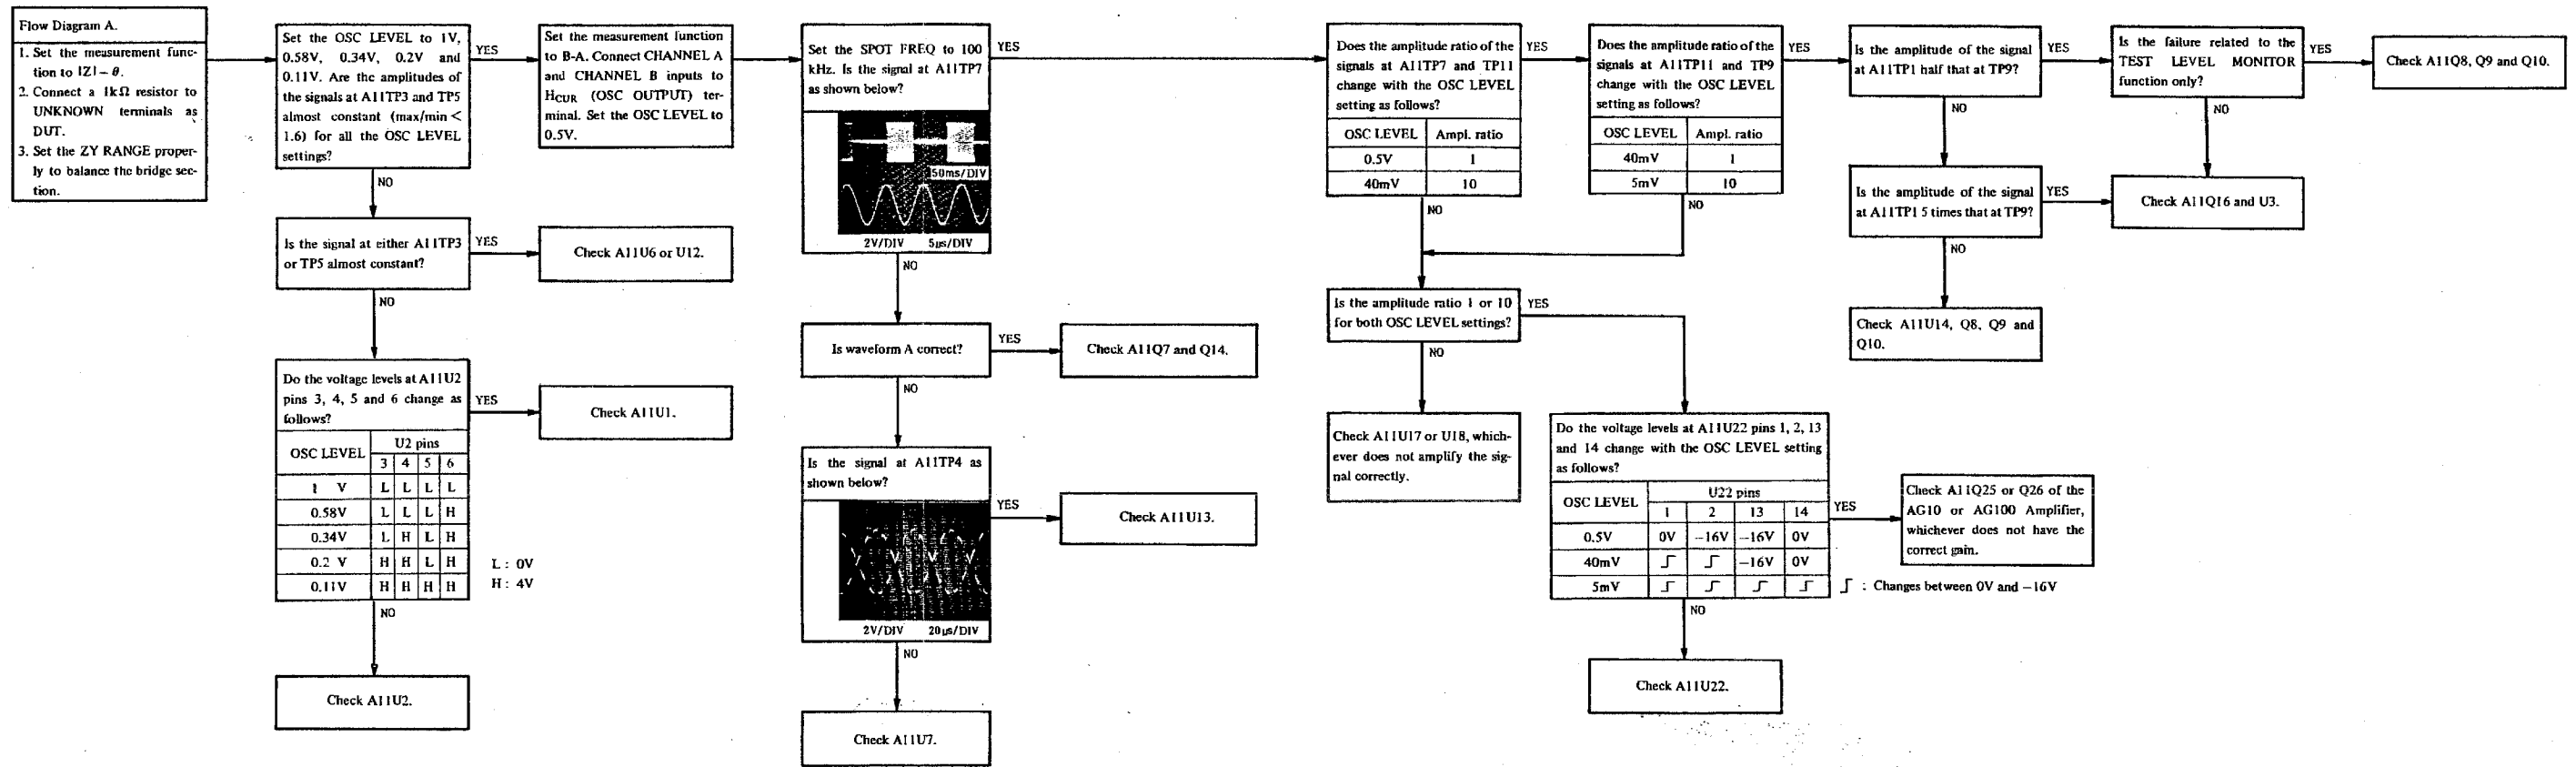 Flow Diagram A.
1. Set the measurement func-
tion to |Z| – θ.
2. Connect a 1kΩ resistor to
UNKNOWN terminals as
DUT.
3. Set the ZY RANGE proper-
ly to balance the bridge sec-
tion.
Set the OSC LEVEL to 1V,
0.58V, 0.34V, 0.2V and
0.11V. Are the amplitudes of
the signals at A11TP3 and TP5
almost constant (max/min <
1.6) for all the OSC LEVEL
settings?
YES
NO
Is the signal at either A11TP3
or TP5 almost constant?
YES
Check A11U6 or U12.
NO
Do the voltage levels at A11U2
pins 3, 4, 5 and 6 change as
follows?
OSC LEVEL U2 pins
3 4 5 6
1 V L L L L
0.58V L L L H
0.34V L H L H
0.2 V H H L H
0.11V H H H H
L : 0V
H : 4V
YES
Check A11U1.
NO
Check A11U2.
Set the measurement function
to B-A. Connect CHANNEL A
and CHANNEL B inputs to
HCUR (OSC OUTPUT) ter-
minal. Set the OSC LEVEL to
0.5V.
Set the SPOT FREQ to 100
kHz. Is the signal at A11TP7
as shown below?
50ms/DIV
2V/DIV 5µs/DIV
YES
NO
Is waveform A correct?
YES
Check A11Q7 and Q14.
NO
Is the signal at A11TP4 as
shown below?
2V/DIV 20µs/DIV
YES
Check A11U13.
NO
Check A11U7.
Does the amplitude ratio of the
signals at A11TP7 and TP11
change with the OSC LEVEL
setting as follows?
OSC LEVEL Ampl. ratio
0.5V 1
40mV 10
YES
NO
Does the amplitude ratio of the
signals at A11TP11 and TP9
change with the OSC LEVEL
setting as follows?
OSC LEVEL Ampl. ratio
40mV 1
5mV 10
YES
NO
Is the amplitude ratio 1 or 10
for both OSC LEVEL settings?
YES
NO
Check A11U17 or U18, which-
ever does not amplify the sig-
nal correctly.
Do the voltage levels at A11U22 pins 1, 2, 13
and 14 change with the OSC LEVEL setting
as follows?
OSC LEVEL U22 pins
1 2 13 14
0.5V 0V −16V −16V 0V
40mV −16V 0V
5mV
: Changes between 0V and −16V
YES
Check A11Q25 or Q26 of the
AG10 or AG100 Amplifier,
whichever does not have the
correct gain.
NO
Check A11U22.
Is the amplitude of the signal
at A11TP1 half that at TP9?
YES
NO
Is the amplitude of the signal
at A11TP1 5 times that at TP9?
YES
NO
Check A11U14, Q8, Q9 and
Q10.
Is the failure related to the
TEST LEVEL MONITOR
function only?
YES
Check A11Q8, Q9 and Q10.
NO
Check A11Q16 and U3.